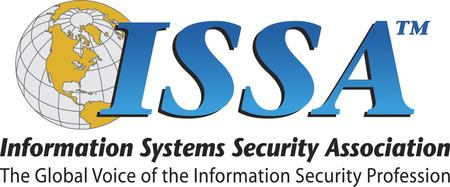 ISSA™
Information Systems Security Association
The Global Voice of the Information Security Profession